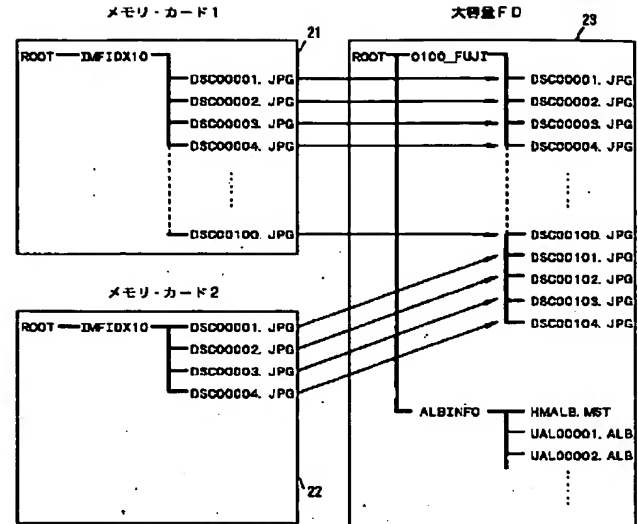 メモリ・カード1
21
ROOT IMFIDX10
DSC00001. JPG
DSC00002. JPG
DSC00003. JPG
DSC00004. JPG
DSC00100. JPG
メモリ・カード2
ROOT IMFIDX10
DSC00001. JPG
DSC00002. JPG
DSC00003. JPG
DSC00004. JPG
22
大容量FD
23
ROOT 0100_FUJI
DSC00001. JPG
DSC00002. JPG
DSC00003. JPG
DSC00004. JPG
DSC00100. JPG
DSC00101. JPG
DSC00102. JPG
DSC00103. JPG
DSC00104. JPG
ALBINFO HMALB. MST
UAL00001. ALB
UAL00002. ALB